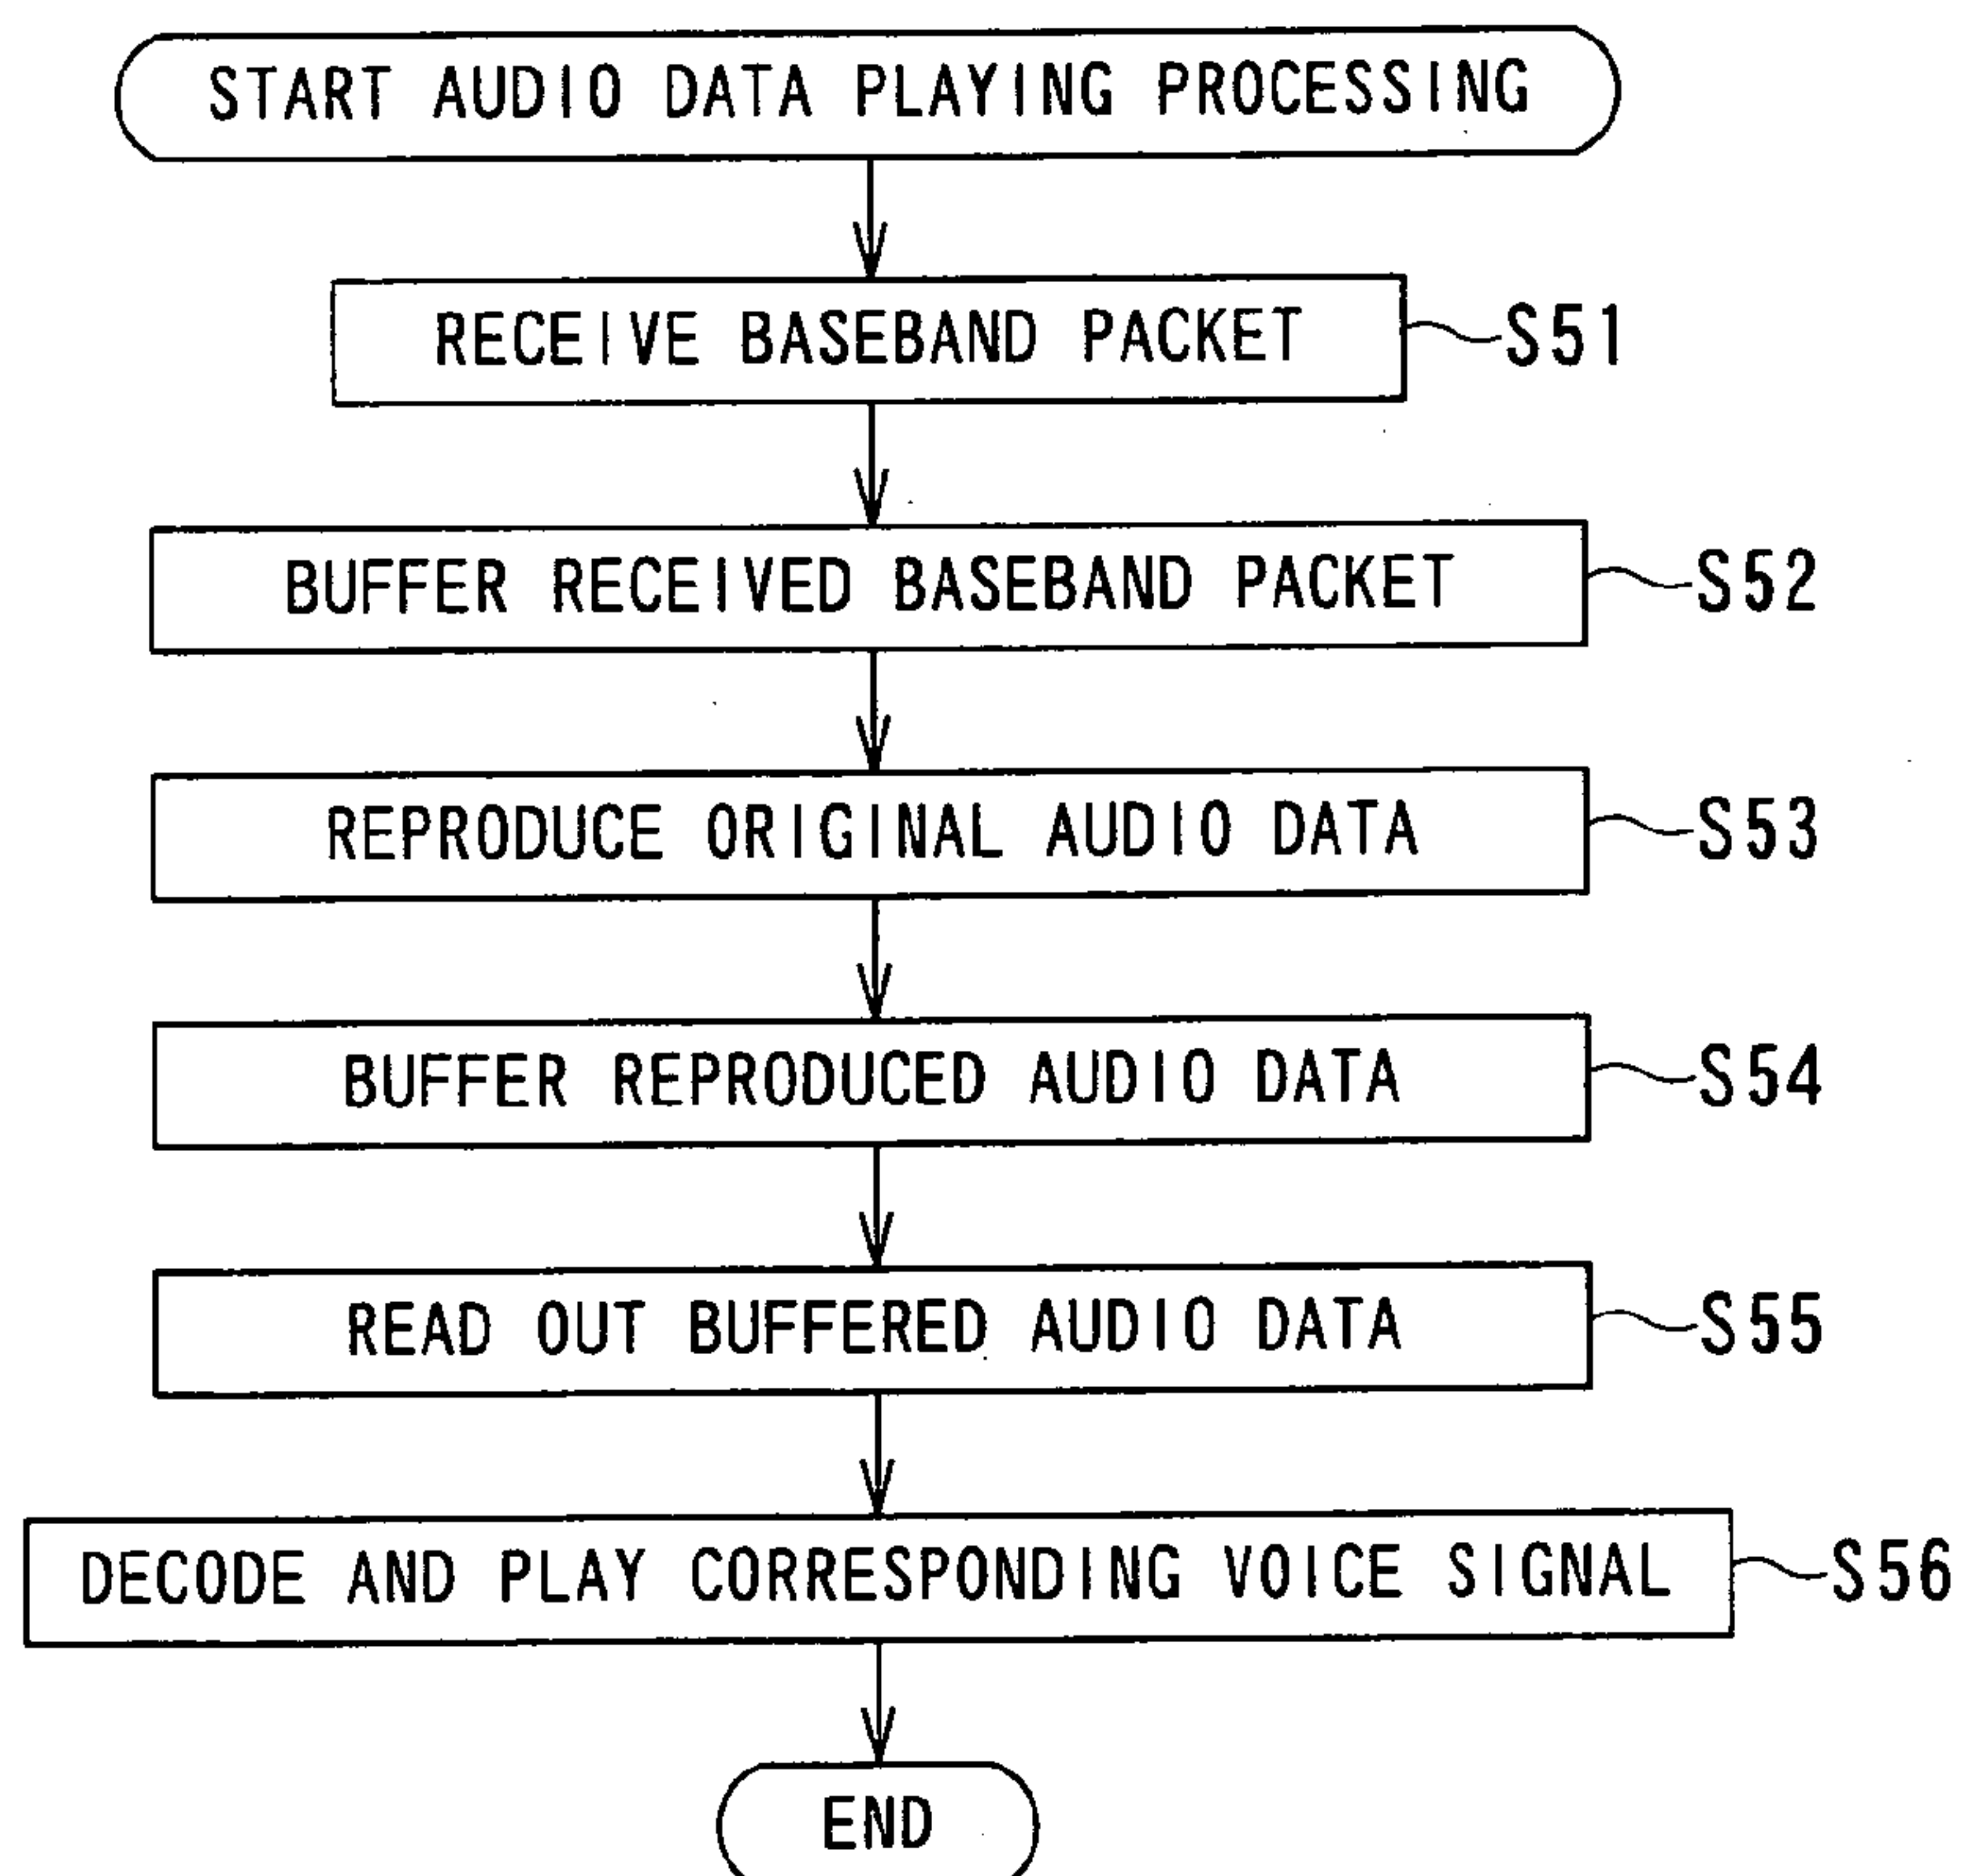 START AUDIO DATA PLAYING PROCESSING
RECEIVE BASEBAND PACKET S51
BUFFER RECEIVED BASEBAND PACKET S52
REPRODUCE ORIGINAL AUDIO DATA S53
BUFFER REPRODUCED AUDIO DATA S54
READ OUT BUFFERED AUDIO DATA S55
DECODE AND PLAY CORRESPONDING VOICE SIGNAL S56
END